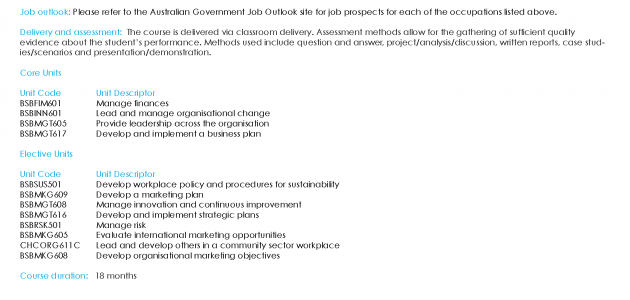 Job outlook: Please refer to the Australian Government Job Outlook site for job prospects for each of the occupations listed above.
Delivery and assessment: The course is delivered via classroom delivery. Assessment methods allow for the gathering of sufficient quality
evidence about the student's performance. Methods used include question and answer, project/analysis/discussion, written reports, case stud-
ies/scenarios and presentation/demonstration.
Core Units
Unit Code Unit Descriptor
BSBFIM601 Manage finances
BSBINN601 Lead and manage organisational change
BSBMGT605 Provide leadership across the organisation
BSBMGT617 Develop and implement a business plan
Elective Units
Unit Code Unit Descriptor
BSBSUS501 Develop workplace policy and procedures for sustainability
BSBMKG609 Develop a marketing plan
BSBMGT608 Manage innovation and continuous improvement
BSBMGT616 Develop and implement strategic plans
BSBRSK501 Manage risk
BSBMKG605 Evaluate international marketing opportunities
CHCORG611C Lead and develop others in a community sector workplace
BSBMKG608 Develop organisational marketing objectives
Course duration: 18 months